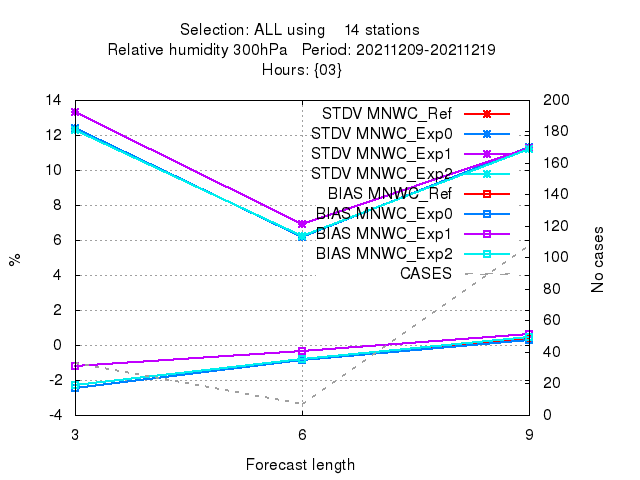 Selection: ALL using 14 stations
Relative humidity 300hPa Period: 20211209-20211219
Hours: {03}
14 200
STDV MNWC_Ref
180
12 STDV MNWC_Exp0
STDV MNWC_Exp1 160
10 STDV MNWC_Exp2
BIAS MNWC_Ref 140
8 BIAS MNWC_Exp0
120
6 BIAS MNWC_Exp1
BIAS MNWC_Exp2 100
4 CASES
% No cases
80
2
60
0
40
-2
20
-4 0
3 6 9
Forecast length